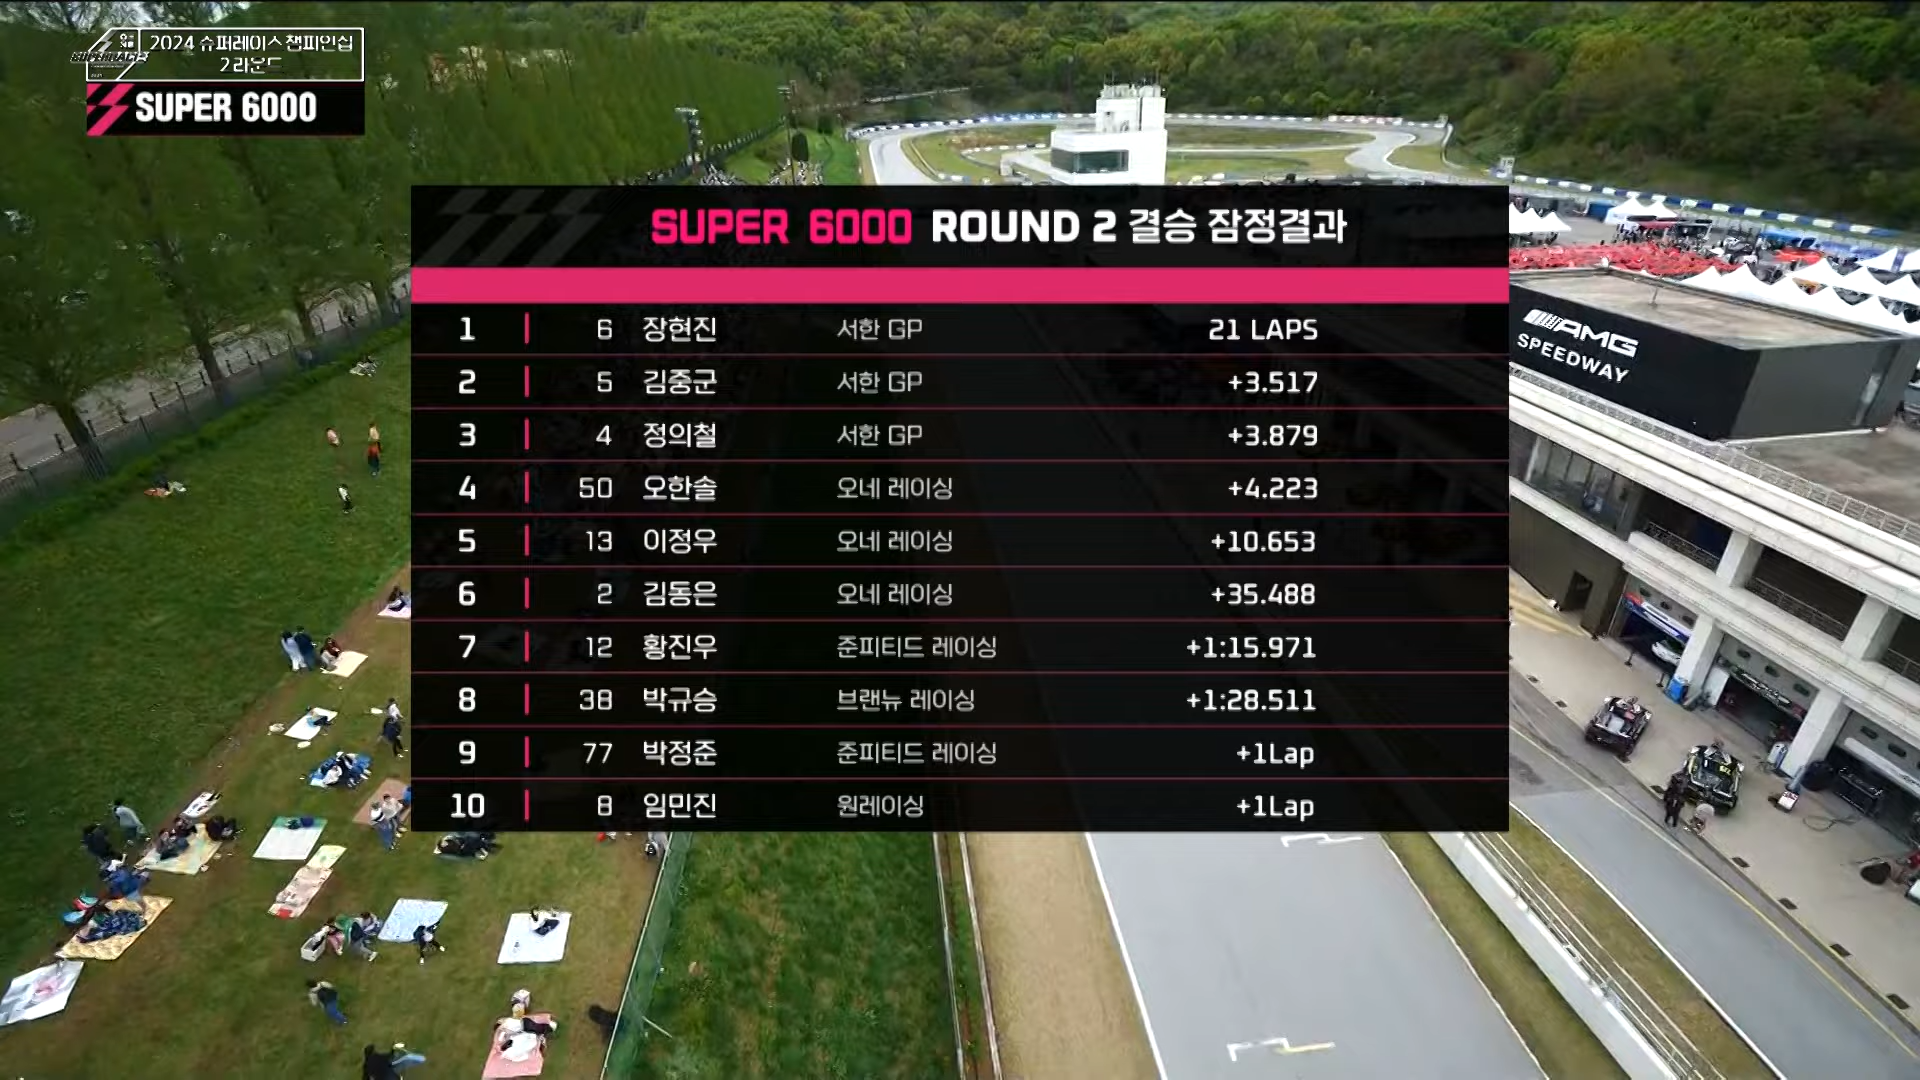 2024 슈퍼레이스 챔피언십
2 라운드
SUPER 6000
SUPER 6000 ROUND 2 결승 잠정결과
1 6 장현진 서한 GP 21 LAPS
2 5 김중군 서한 GP +3.517
3 4 정의철 서한 GP +3.879
4 50 오한솔 오네 레이싱 +4.223
5 13 이정우 오네 레이싱 +10.653
6 2 김동은 오네 레이싱 +35.488
7 12 황진우 준피티드 레이싱 +1:15.971
8 38 박규승 브랜뉴 레이싱 +1:28.511
9 77 박정준 준피티드 레이싱 +1Lap
10 8 임민진 원레이싱 +1Lap
AMG
SPEEDWAY